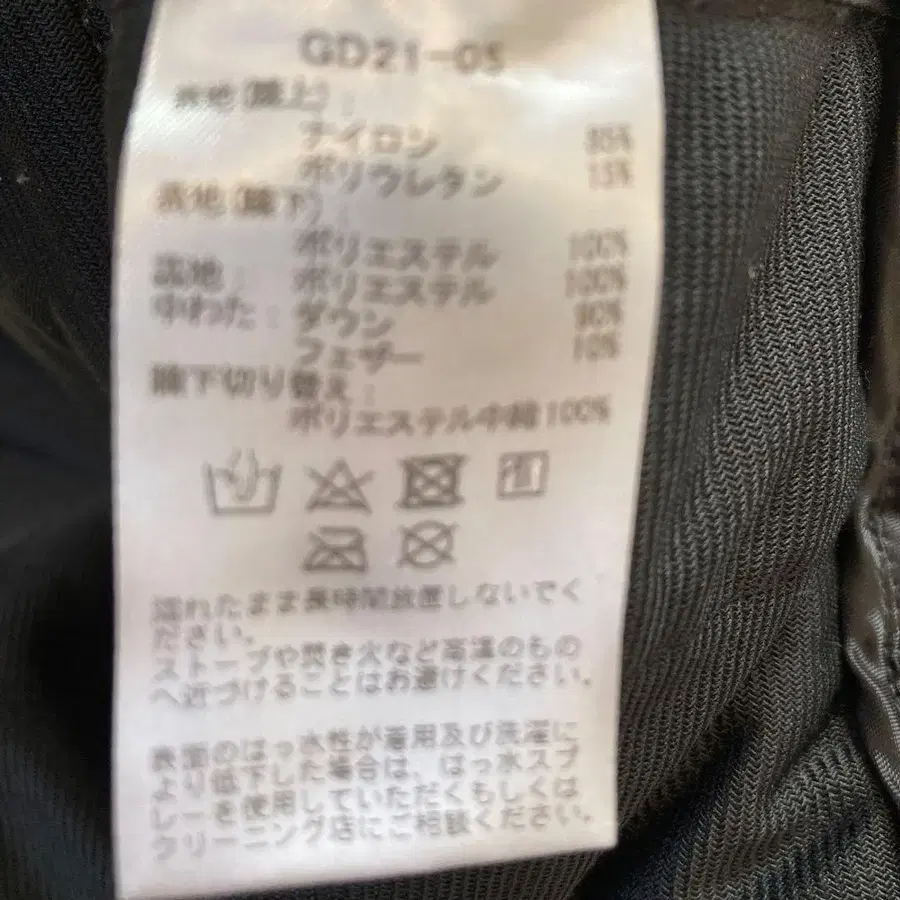 GD21-05
表地(膝上):
ナイロン 85%
ポリウレタン 15%
表地(膝下):
ポリエステル 100%
裏地: ポリエステル 100%
中わた: ダウン 90%
フェザー 10%
膝下切り替え:
ポリエステル中綿100%
濡れたまま長時間放置しないでく
ださい。
ストーブや焚き火など高温のもの
へ近づけることはお避けください。
表面のはっ水性が着用及び洗濯に
より低下した場合は、はっ水スプ
レーを使用していただくもしくは
クリーニング店にご相談ください。